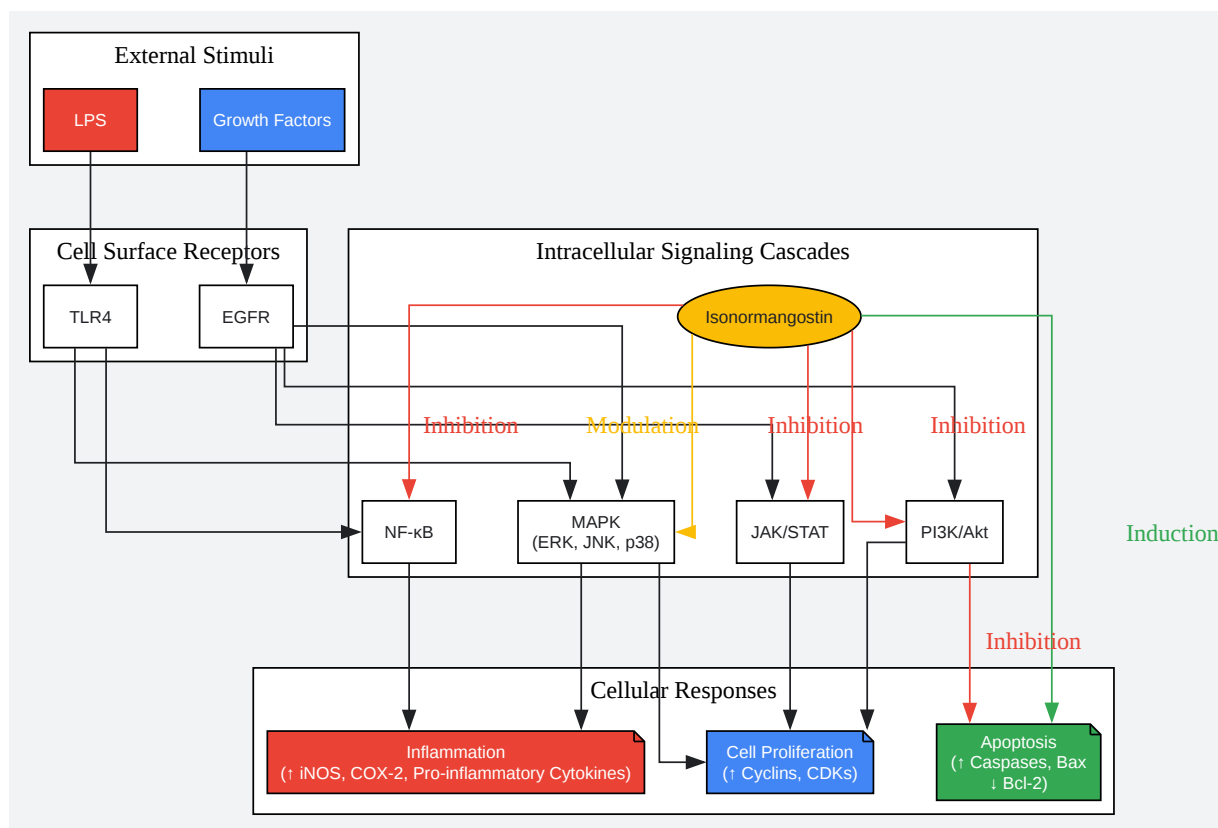 External Stimuli
LPS
Growth Factors
Cell Surface Receptors
Intracellular Signaling Cascades
TLR4
EGFR
Isonormangostin
Inhibition
Modulation
Inhibition
Inhibition
NF-κB
MAPK
(ERK, JNK, p38)
JAK/STAT
PI3K/Akt
Induction
Inhibition
Cellular Responses
Inflammation
(↑ iNOS, COX-2, Pro-inflammatory Cytokines)
Cell Proliferation
(↑ Cyclins, CDKs)
Apoptosis
(↑ Caspases, Bax
↓ Bcl-2)